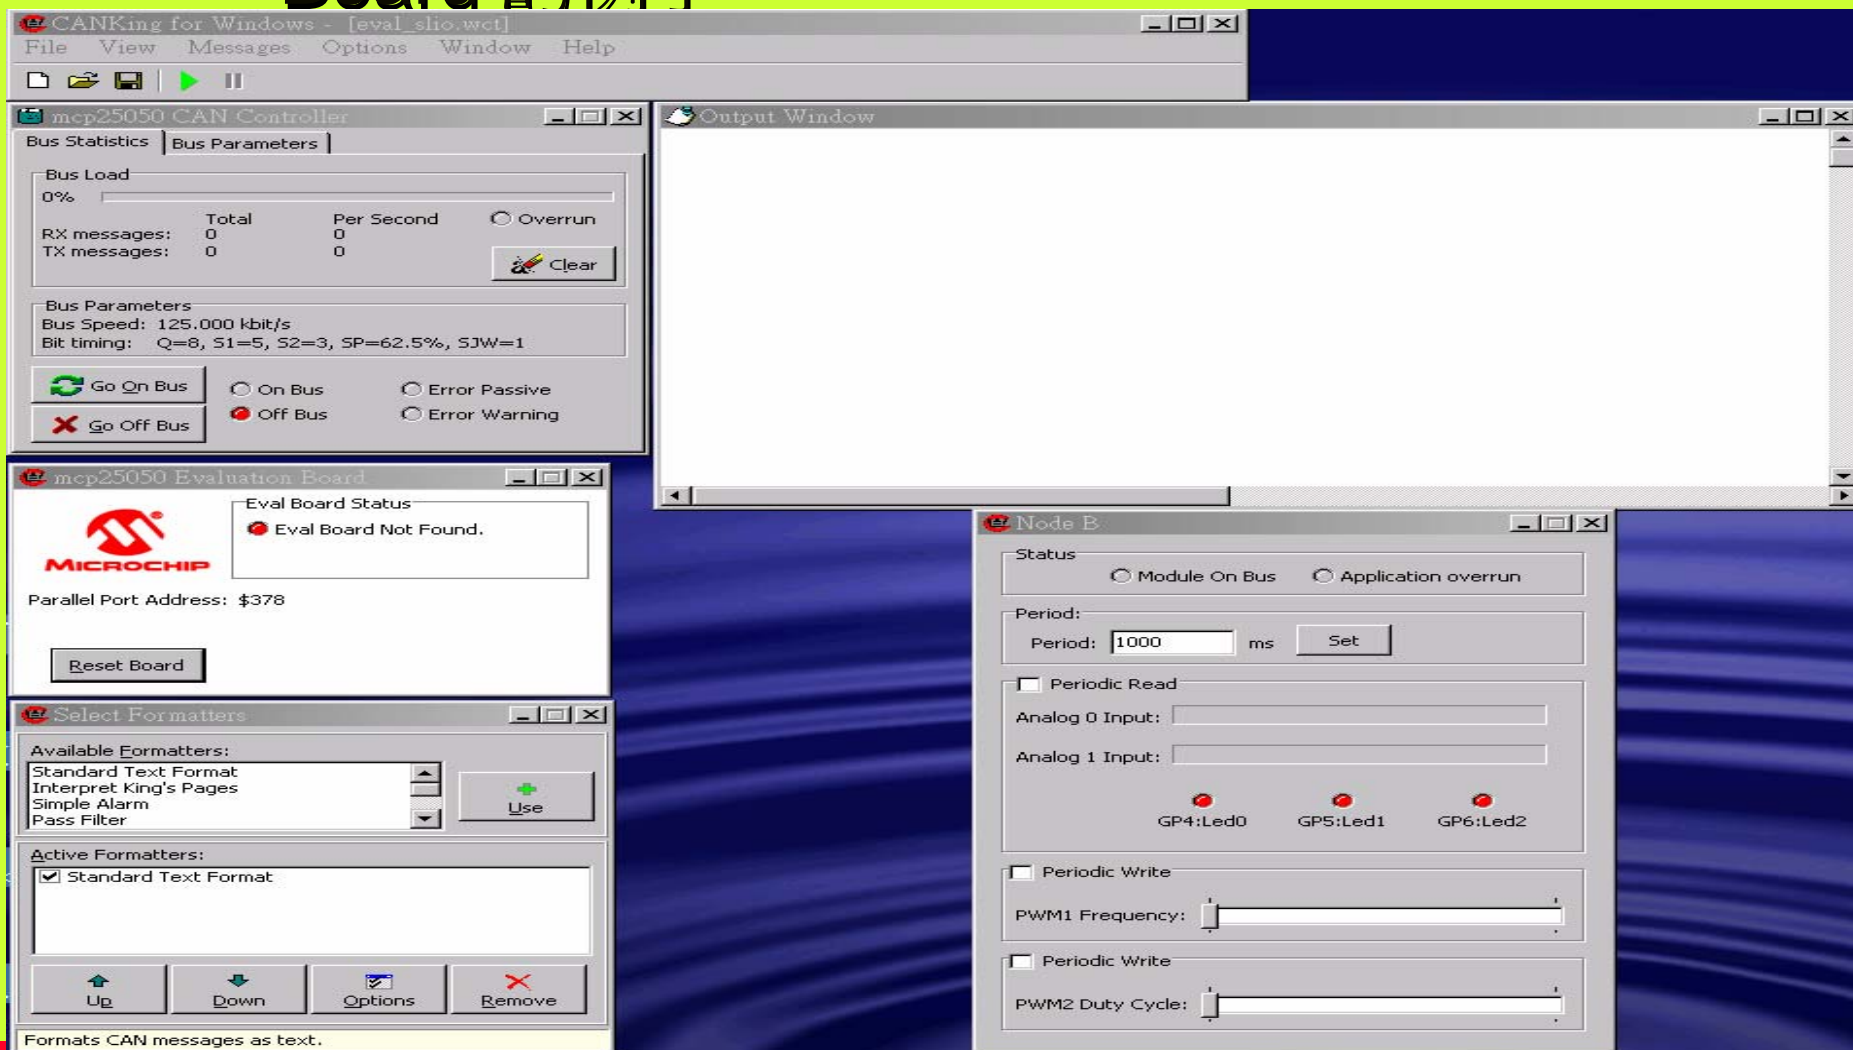 Board
CANKing for Windows - [eval_slio.wct]
File View Messages Options Window Help
mcp25050 CAN Controller
Bus Statistics Bus Parameters
Bus Load
0%
Total Per Second Overrun
RX messages: 0 0
TX messages: 0 0
Clear
Bus Parameters
Bus Speed: 125.000 kbit/s
Bit timing: Q=8, S1=5, S2=3, SP=62.5%, SJW=1
Go On Bus On Bus Error Passive
Go Off Bus Off Bus Error Warning
Output Window
mcp25050 Evaluation Board
Eval Board Status
Eval Board Not Found.
MICROCHIP
Parallel Port Address: $378
Reset Board
Select Formatters
Available Formatters:
Standard Text Format
Interpret King's Pages
Simple Alarm
Pass Filter
Use
Active Formatters:
Standard Text Format
Up Down Options Remove
Formats CAN messages as text.
Node B
Status
Module On Bus Application overrun
Period:
Period: 1000 ms Set
Periodic Read
Analog 0 Input:
Analog 1 Input:
GP4:Led0 GP5:Led1 GP6:Led2
Periodic Write
PWM1 Frequency:
Periodic Write
PWM2 Duty Cycle: